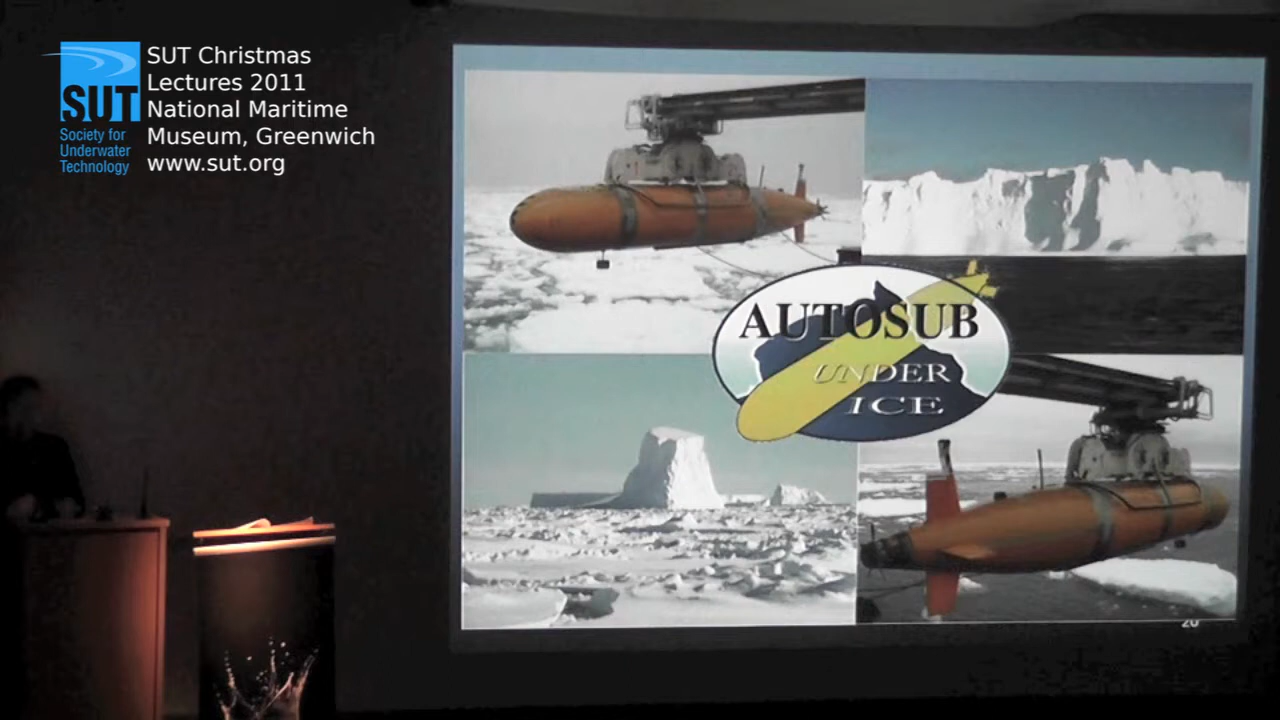 SUT Christmas
Lectures 2011
National Maritime
Museum, Greenwich
www.sut.org
SUT
Society for
Underwater
Technology
AUTOSUB
UNDER
ICE
20